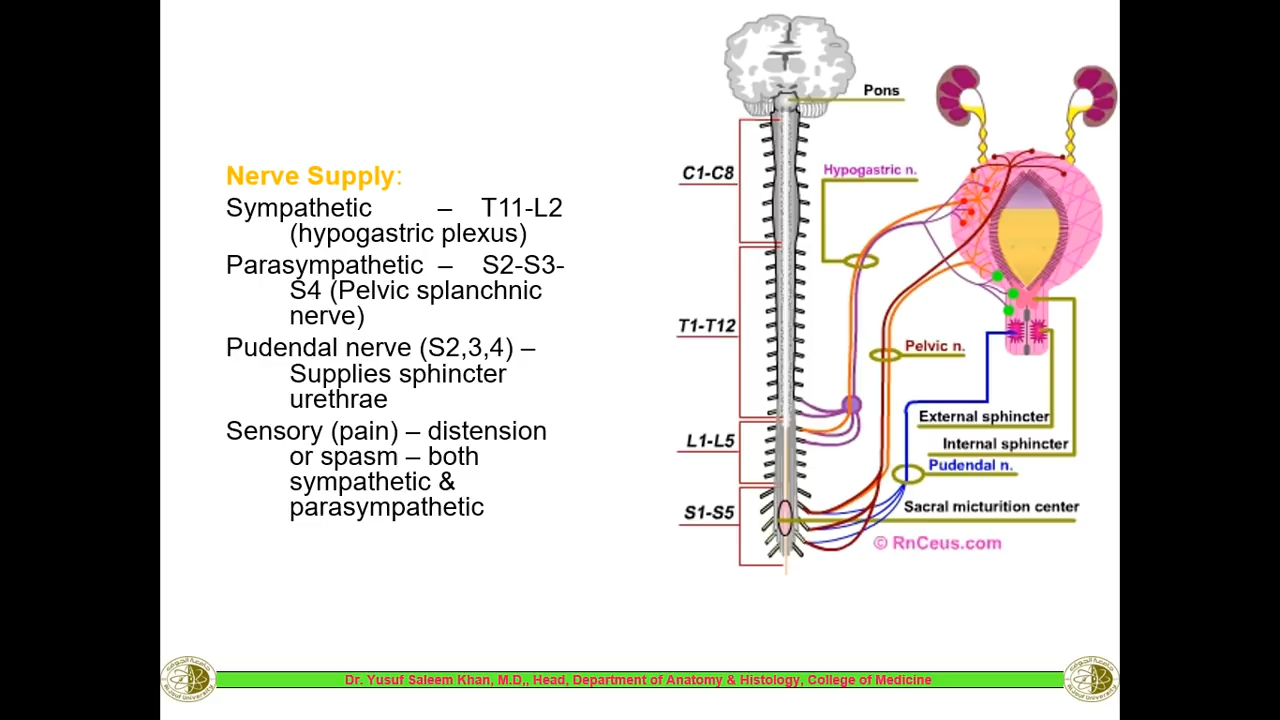 Nerve Supply:
Sympathetic – T11-L2
(hypogastric plexus)
Parasympathetic – S2-S3-
S4 (Pelvic splanchnic
nerve)
Pudendal nerve (S2,3,4) –
Supplies sphincter
urethrae
Sensory (pain) – distension
or spasm – both
sympathetic &
parasympathetic
Pons
C1-C8
Hypogastric n.
T1-T12
Pelvic n.
External sphincter
L1-L5
Internal sphincter
Pudendal n.
S1-S5
Sacral micturition center
© RnCeus.com
Dr. Yusuf Saleem Khan, M.D,, Head, Department of Anatomy & Histology, College of Medicine